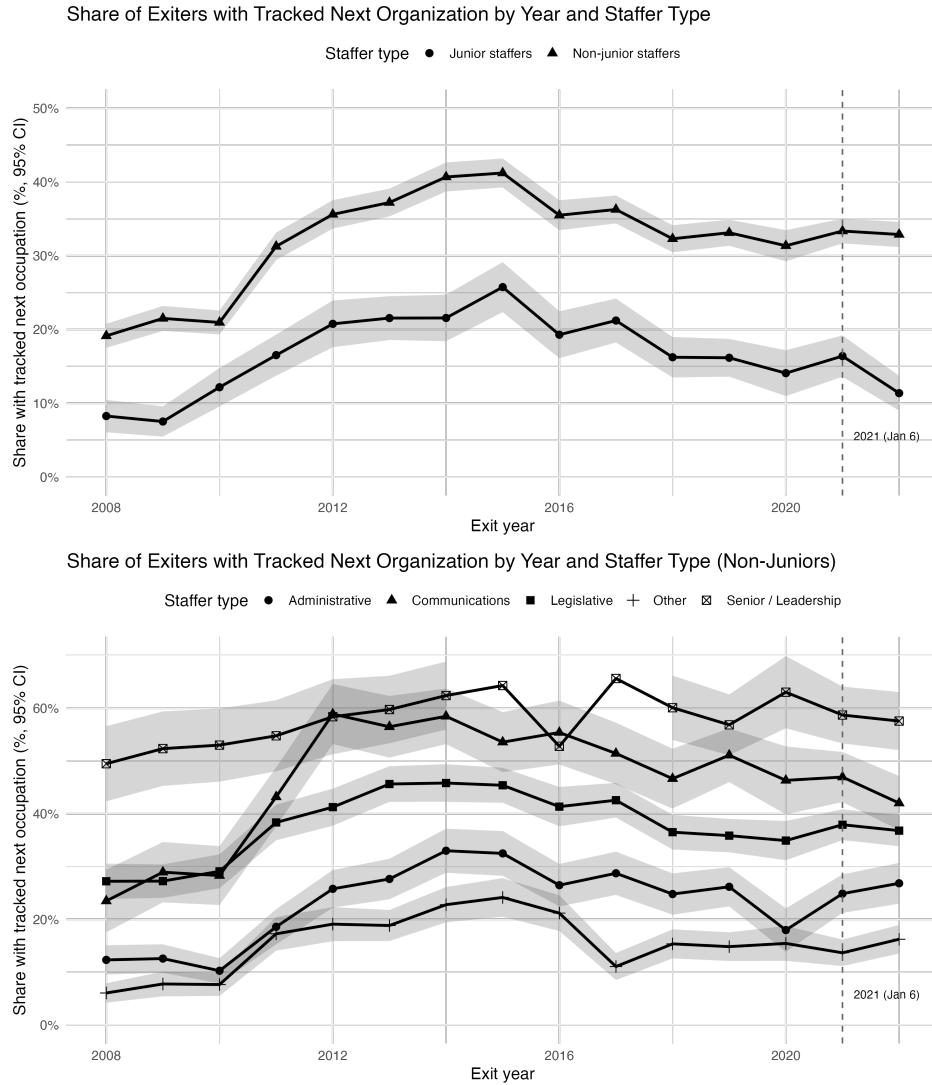 Share of Exiters with Tracked Next Organization by Year and Staffer Type
Staffer type Junior staffers Non-junior staffers
Share with tracked next occupation (%, 95% CI)
50%
40%
30%
20%
10%
0%
2021 (Jan 6)
2008 2012 2016 2020
Exit year
Share of Exiters with Tracked Next Organization by Year and Staffer Type (Non-Juniors)
Staffer type Administrative Communications Legislative Other Senior / Leadership
Share with tracked next occupation (%, 95% CI)
60%
40%
20%
0%
2021 (Jan 6)
2008 2012 2016 2020
Exit year